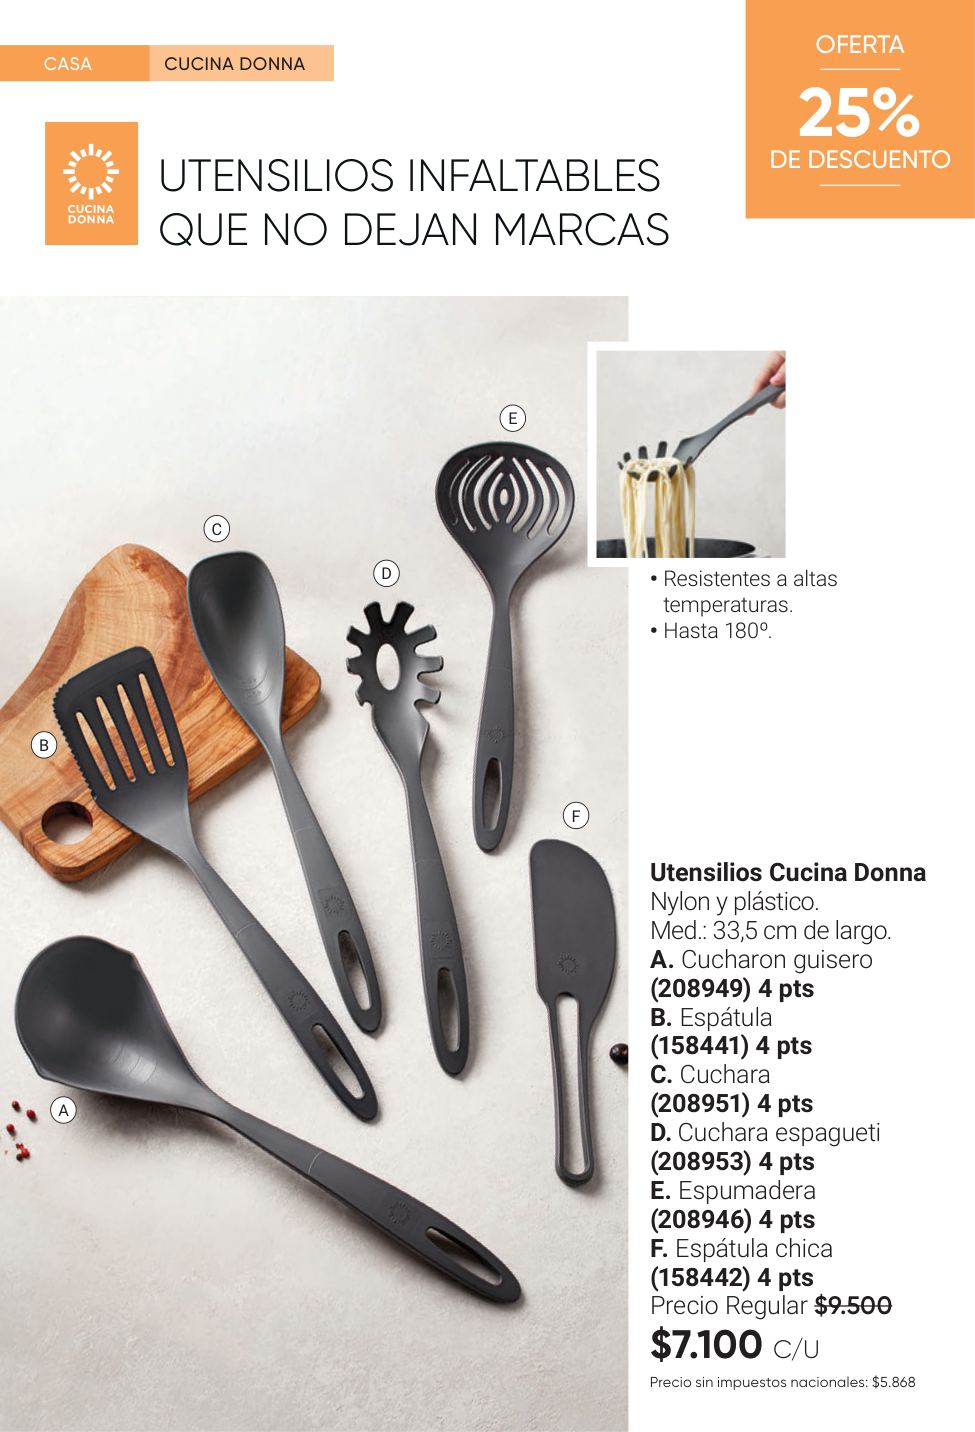 CASA
CUCINA DONNA
OFERTA
25%
DE DESCUENTO
CUCINA
DONNA
UTENSILIOS INFALTABLES
QUE NO DEJAN MARCAS
E
C
D
B
F
A
• Resistentes a altas
temperaturas.
• Hasta 180º.
Utensilios Cucina Donna
Nylon y plástico.
Med.: 33,5 cm de largo.
A. Cucharon guisero
(208949) 4 pts
B. Espátula
(158441) 4 pts
C. Cuchara
(208951) 4 pts
D. Cuchara espagueti
(208953) 4 pts
E. Espumadera
(208946) 4 pts
F. Espátula chica
(158442) 4 pts
Precio Regular $9.500
$7.100 C/U
Precio sin impuestos nacionales: $5.868